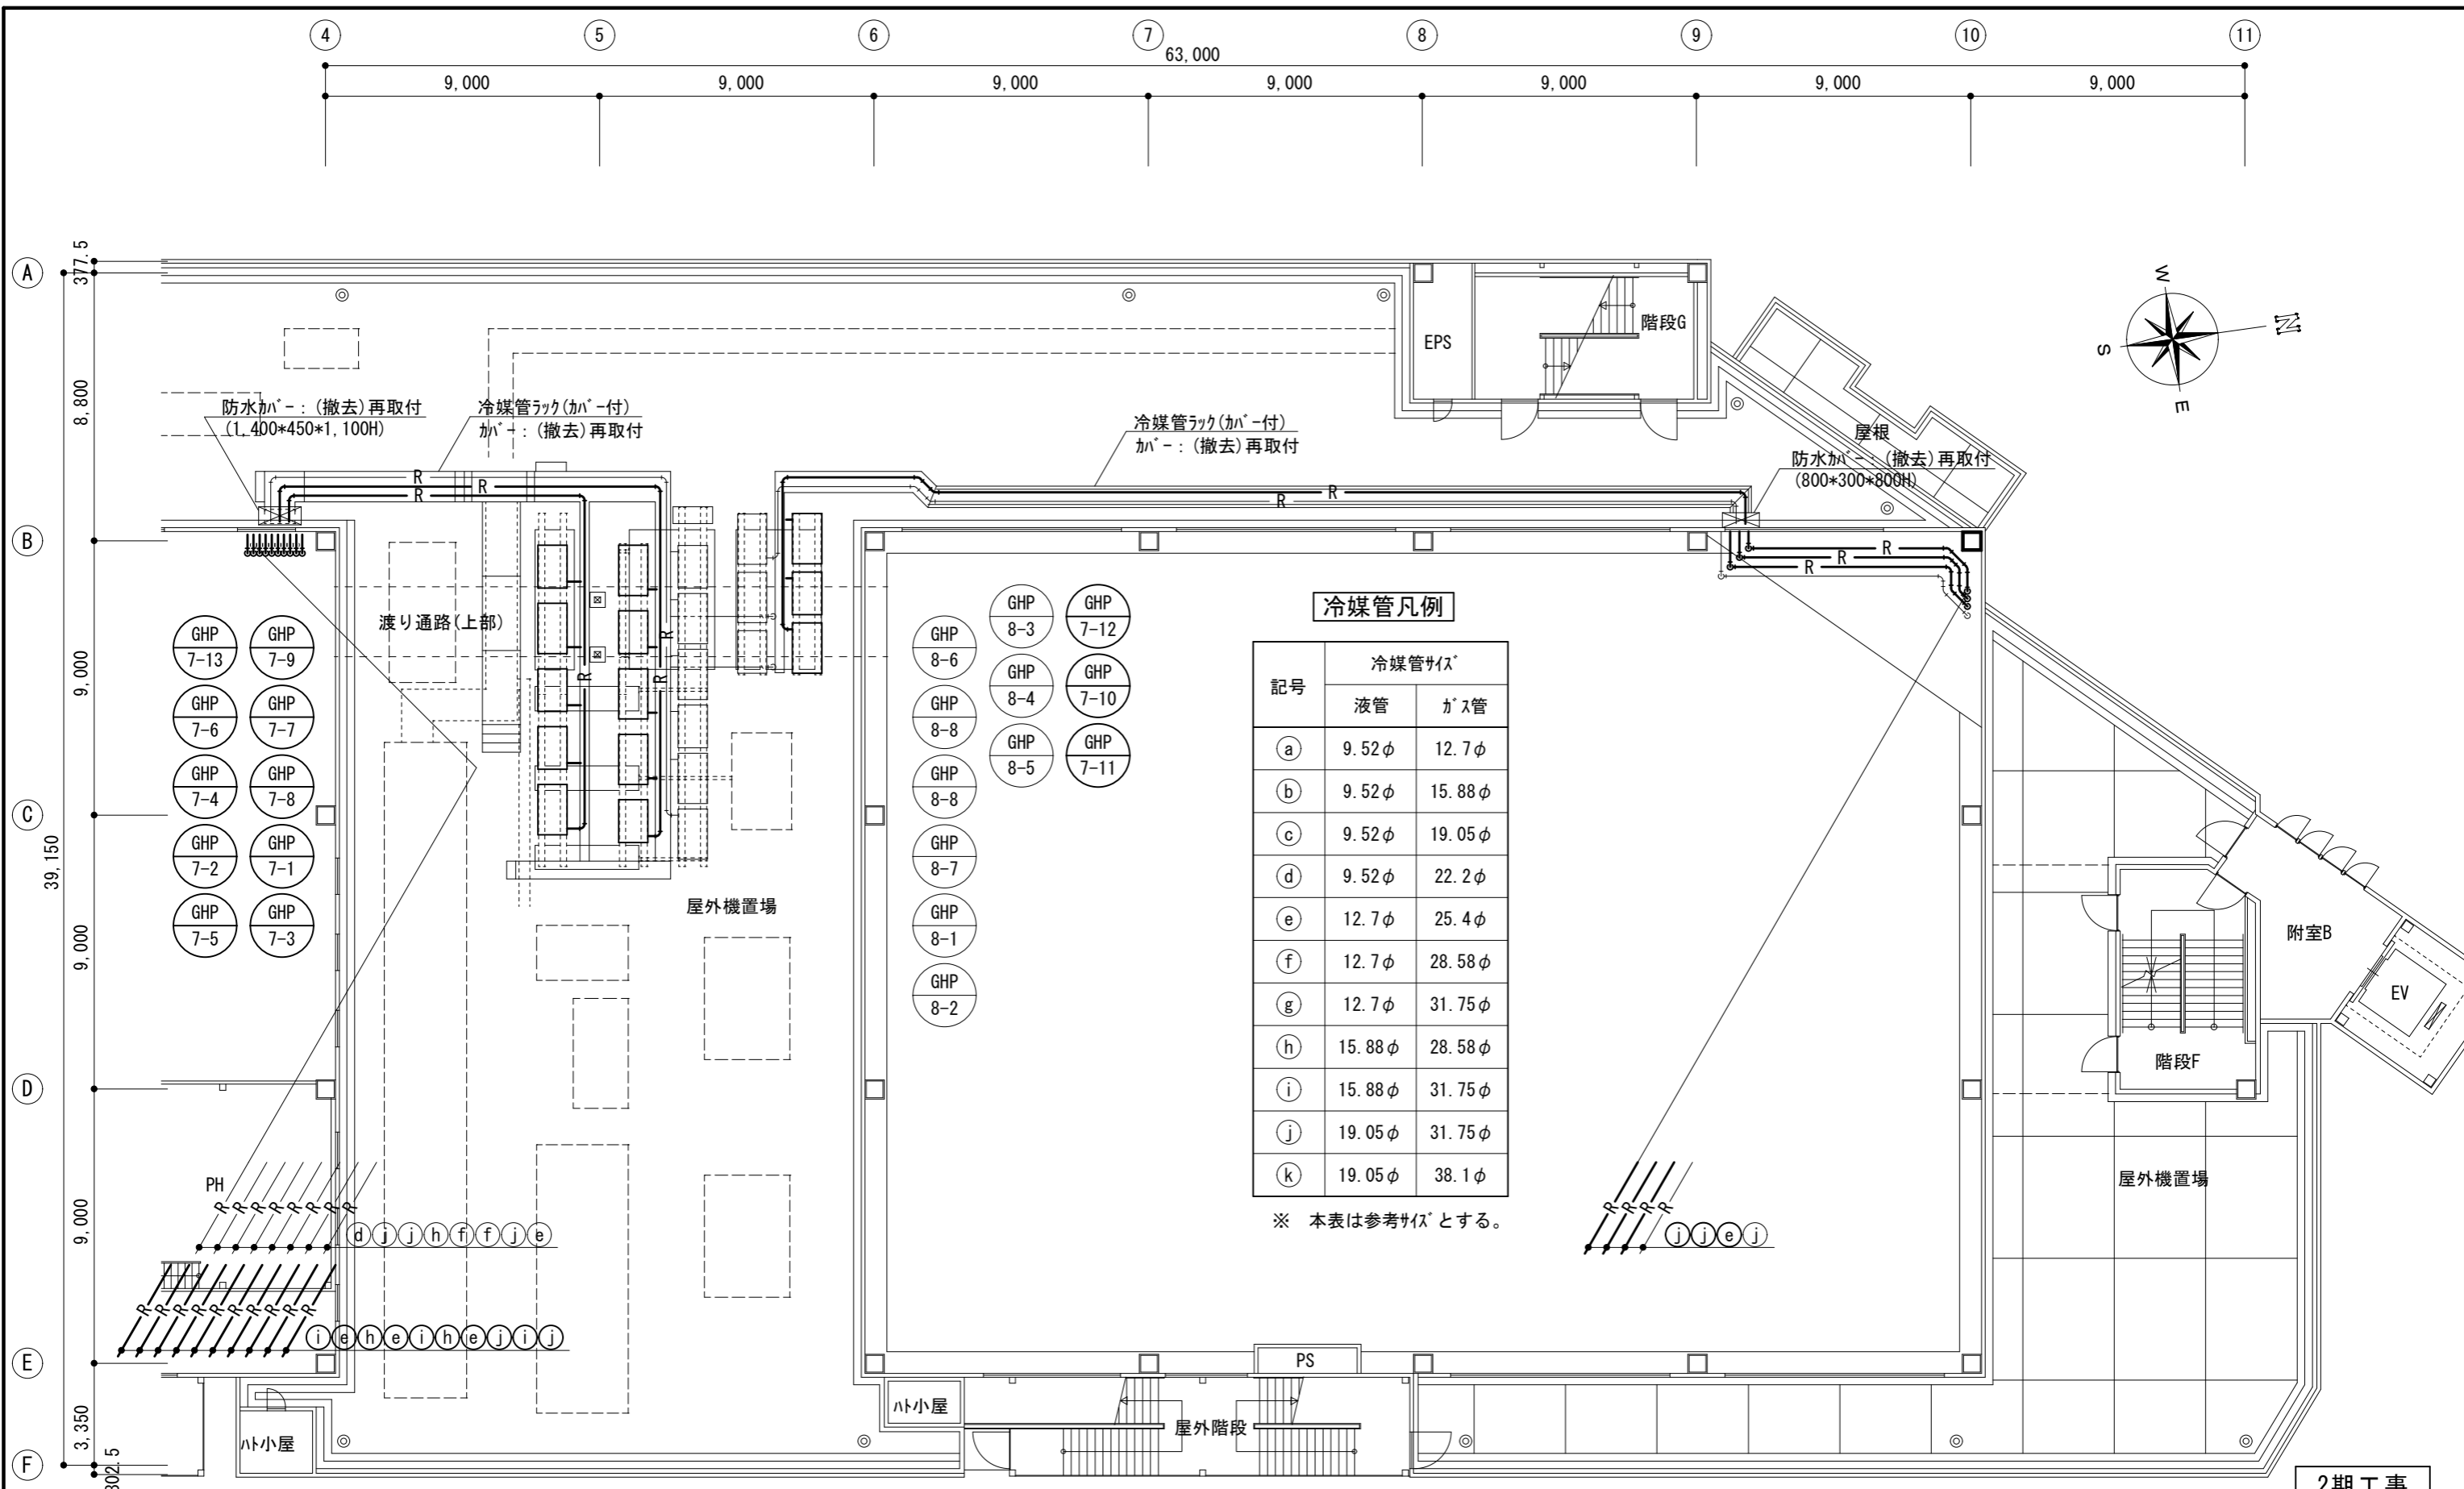 4 5 6 7 8 9 10 11
63,000
9,000 9,000 9,000 9,000 9,000 9,000 9,000
A
377.5
8,800
B
9,000
C
39,150
9,000
D
9,000
E
3,350
F
302.5
EPS
階段G
W
N
S
E
屋根
防水ｶﾊﾞｰ：(撤去)再取付
(1,400*450*1,100H)
冷媒管ﾗｯｸ(ｶﾊﾞｰ付)
ｶﾊﾞｰ：(撤去)再取付
冷媒管ﾗｯｸ(ｶﾊﾞｰ付)
ｶﾊﾞｰ：(撤去)再取付
防水ｶﾊﾞｰ：(撤去)再取付
(800*300*800H)
R
R
R
R
R
R
R
R
R
R
R
渡り通路(上部)
GHP 7-13
GHP 7-9
GHP 7-6
GHP 7-7
GHP 7-4
GHP 7-8
GHP 7-2
GHP 7-1
GHP 7-5
GHP 7-3
屋外機置場
GHP 8-6
GHP 8-8
GHP 8-8
GHP 8-7
GHP 8-1
GHP 8-2
GHP 8-3
GHP 7-12
GHP 8-4
GHP 7-10
GHP 8-5
GHP 7-11
冷媒管凡例
記号 冷媒管ｻｲｽﾞ
液管 ｶﾞｽ管
a 9.52φ 12.7φ
b 9.52φ 15.88φ
c 9.52φ 19.05φ
d 9.52φ 22.2φ
e 12.7φ 25.4φ
f 12.7φ 28.58φ
g 12.7φ 31.75φ
h 15.88φ 28.58φ
i 15.88φ 31.75φ
j 19.05φ 31.75φ
k 19.05φ 38.1φ
※ 本表は参考ｻｲｽﾞとする。
附室B
EV
階段F
屋外機置場
PH
R R R R R R R R
d j j h f f j e
R R R R R R R R R R
i e h e i h e j i j
R R R R
j j e j
PS
ﾊﾄ小屋
ﾊﾄ小屋
屋外階段
2期工事